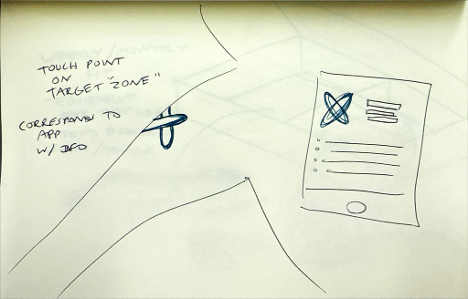 TOUCH POINT
ON
TARGET "ZONE"
CORRESPONDS TO
APP
W/ INFO